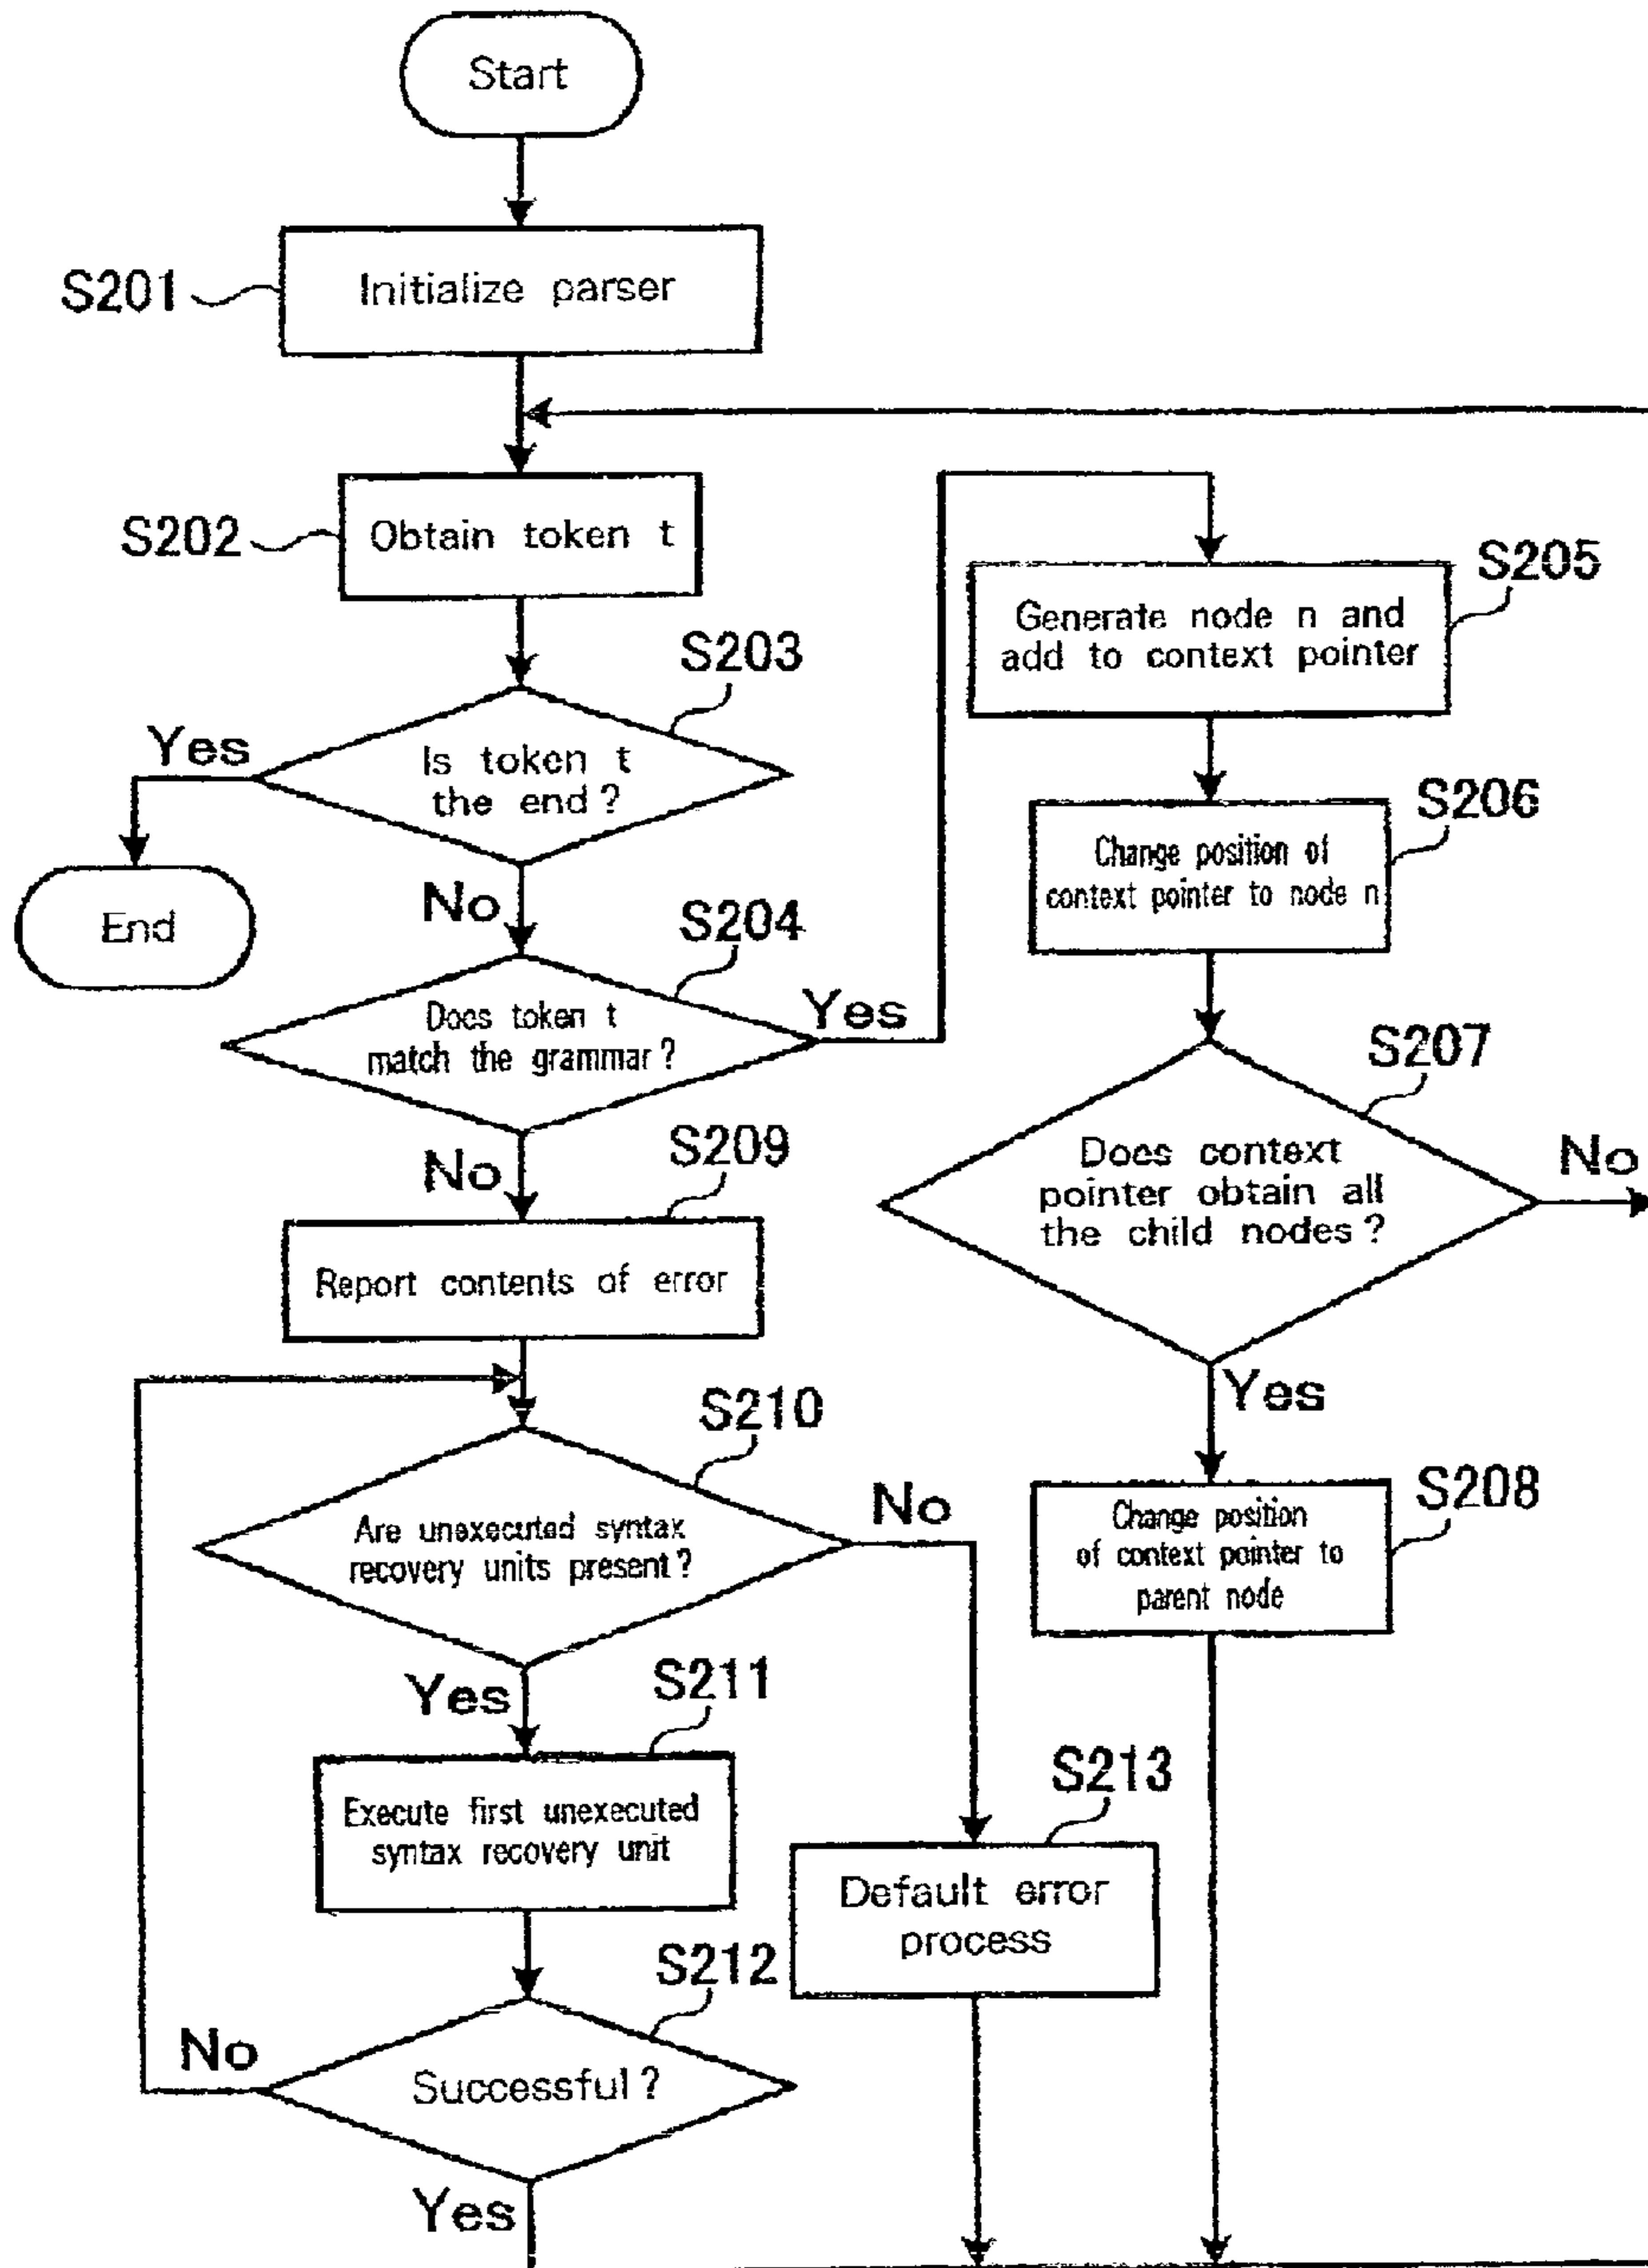 Start
S201
Initialize parser
S202
Obtain token t
S203
Is token t
the end?
Yes
End
No
S204
Does token t
match the grammar?
Yes
S205
Generate node n and
add to context pointer
S206
Change position of
context pointer to node n
S207
Does context
pointer obtain all
the child nodes?
No
Yes
S208
Change position
of context pointer to
parent node
No
S209
Report contents of error
S210
Are unexecuted syntax
recovery units present?
No
Yes
S211
Execute first unexecuted
syntax recovery unit
S213
Default error
process
S212
Successful?
No
Yes